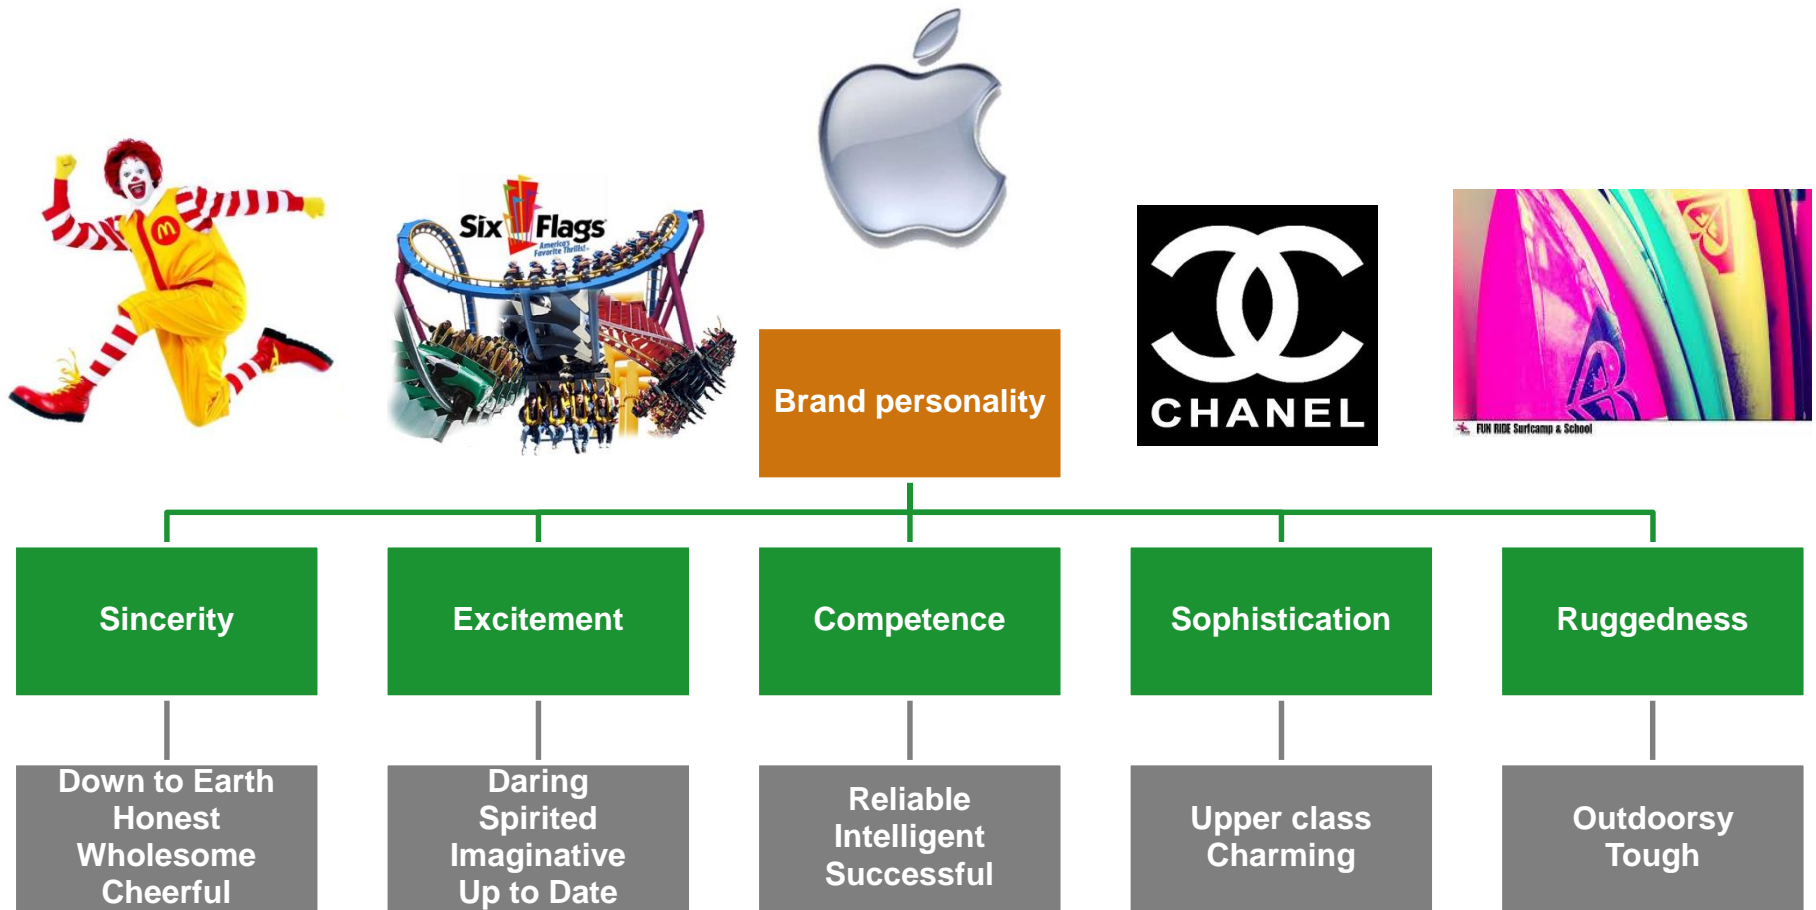 Six Flags
America's
Favorite Thrills!
CHANEL
FUN RIDE Surfcamp & School
Brand personality
Sincerity
Excitement
Competence
Sophistication
Ruggedness
Down to Earth
Honest
Wholesome
Cheerful
Daring
Spirited
Imaginative
Up to Date
Reliable
Intelligent
Successful
Upper class
Charming
Outdoorsy
Tough